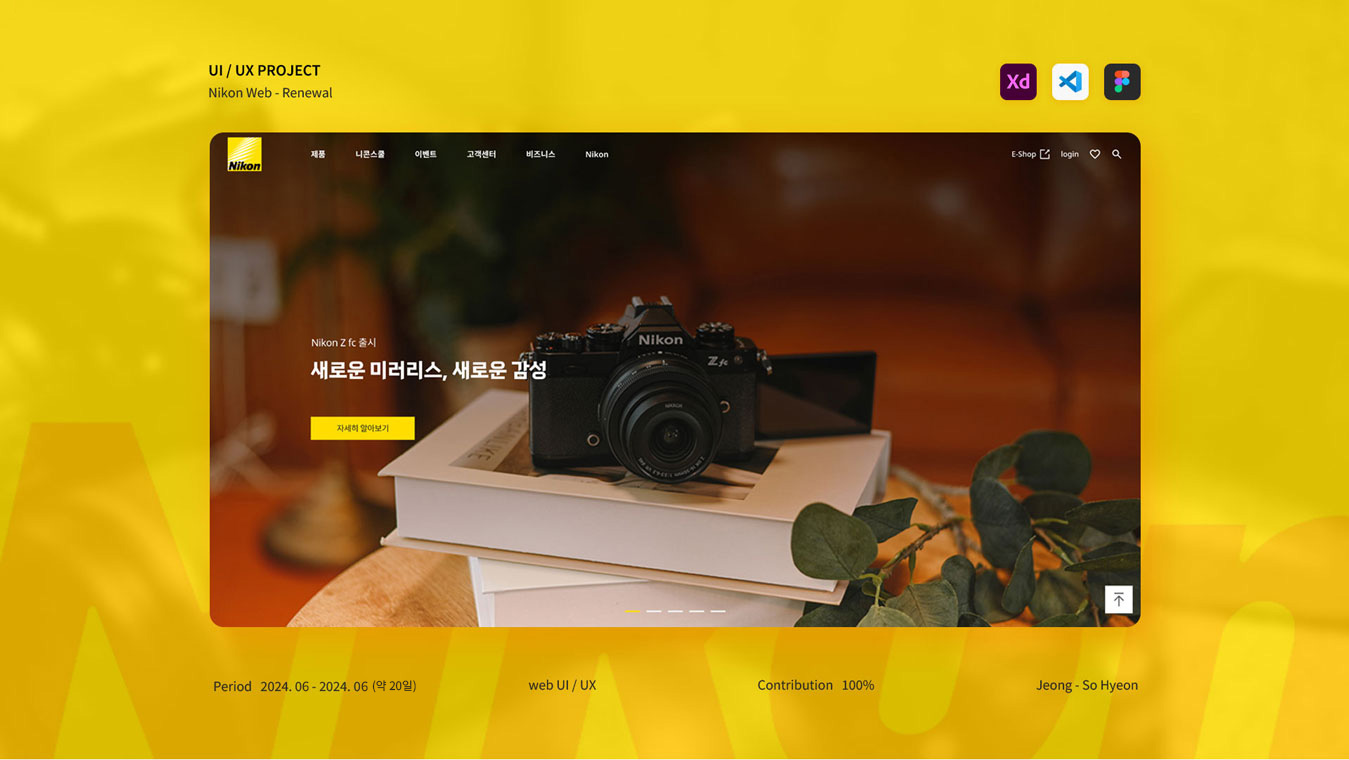 UI / UX PROJECT
Nikon Web - Renewal
Xd
Nikon
제품 니콘스쿨 이벤트 고객센터 비즈니스 Nikon
E-Shop login
Nikon
Z fc
Nikon Z fc 출시
새로운 미러리스, 새로운 감성
NIKKOR
자세히 알아보기
Period 2024. 06 - 2024. 06 (약 20일)
web UI / UX
Contribution 100%
Jeong - So Hyeon
Nikon